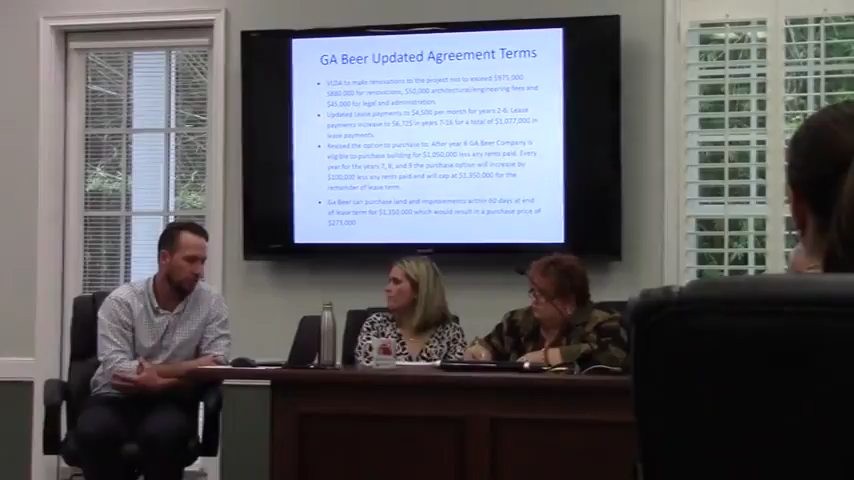 GA Beer Updated Agreement Terms
• VLDA to make renovations to the project not to exceed $975,000
$880,000 for renovations, $50,000 architectural/engineering fees and
$45,000 for legal and administration.
• Updated Lease payments to $4,500 per month for years 2-6. Lease
payments increase to $6,725 in years 7-16 for a total of $1,077,000 in
lease payments.
• Revised the option to purchase to: After year 6 GA Beer Company is
eligible to purchase building for $1,050,000 less any rents paid. Every
year for the years 7, 8, and 9 the purchase option will increase by
$100,000 less any rents paid and will cap at $1,350,000 for the
remainder of lease term.
• Ga Beer can purchase land and improvements within 60 days at end
of lease term for $1,350,000 which would result in a purchase price of
$273,000